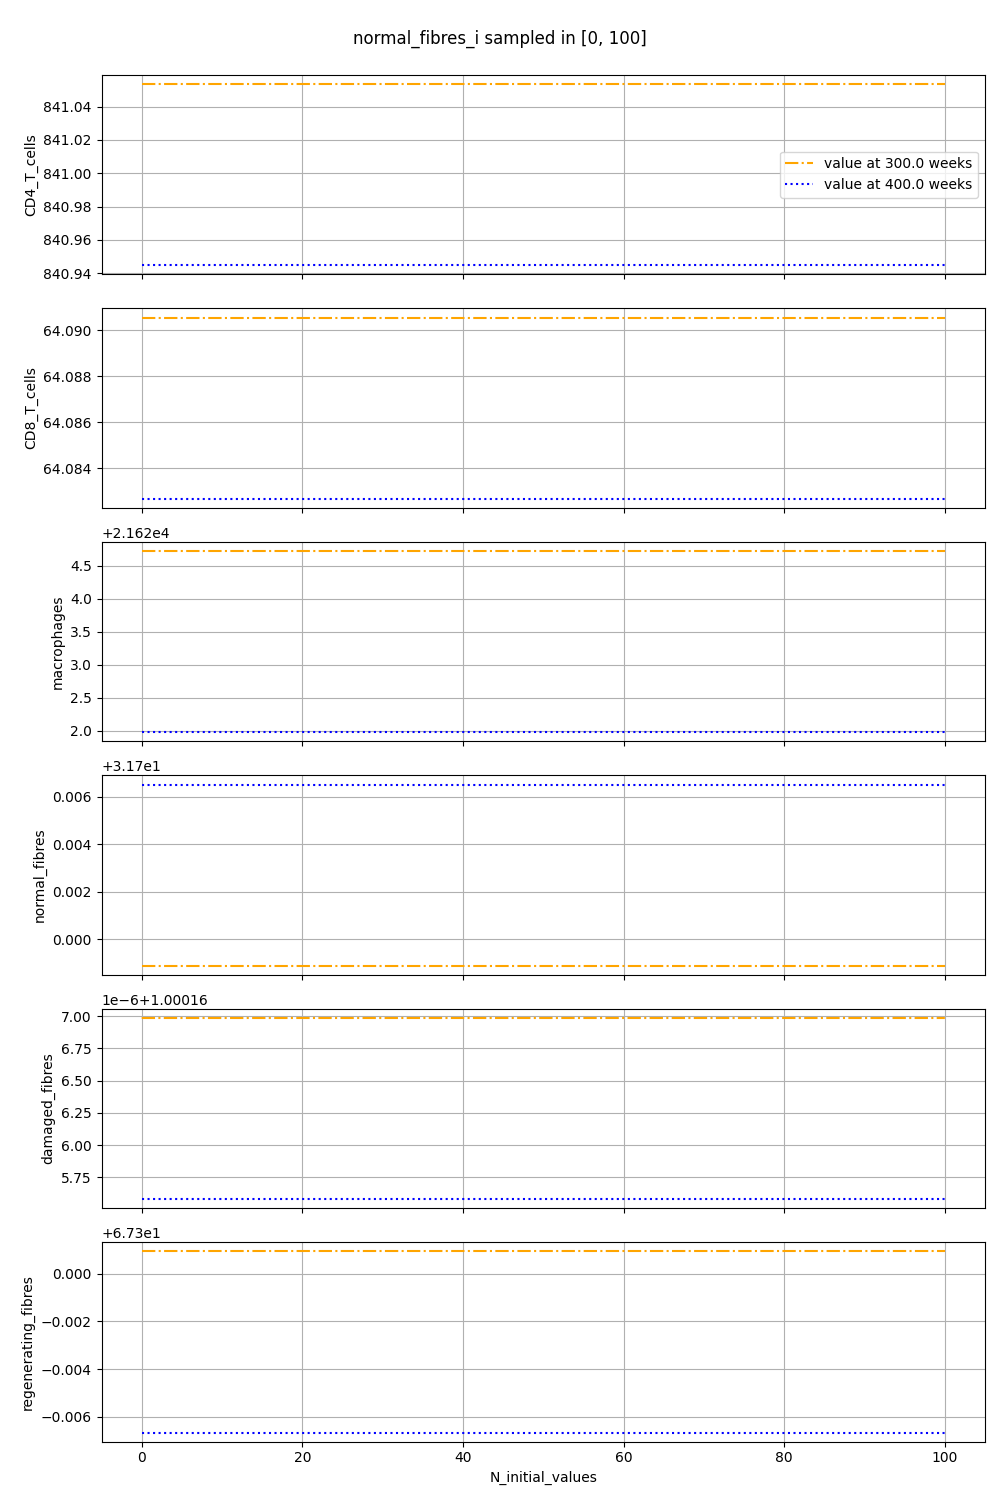 normal_fibres_i sampled in [0, 100]
841.04
841.02
841.00
840.98
840.96
840.94
CD4_T_cells
value at 300.0 weeks
value at 400.0 weeks
64.090
64.088
64.086
64.084
CD8_T_cells
+2.162e4
4.5
4.0
3.5
3.0
2.5
2.0
macrophages
+3.17e1
0.006
0.004
0.002
0.000
normal_fibres
1e−6+1.00016
7.00
6.75
6.50
6.25
6.00
5.75
damaged_fibres
+6.73e1
0.000
−0.002
−0.004
−0.006
regenerating_fibres
0 20 40 60 80 100
N_initial_values